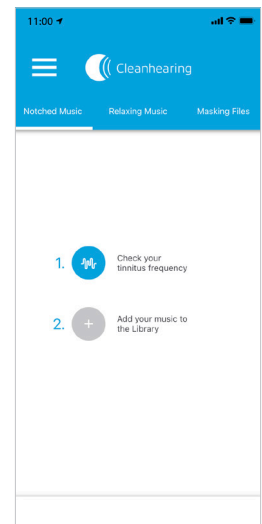 11:00
Cleanhearing
Notched Music Relaxing Music Masking Files
1. Check your
tinnitus frequency
2. Add your music to
the Library